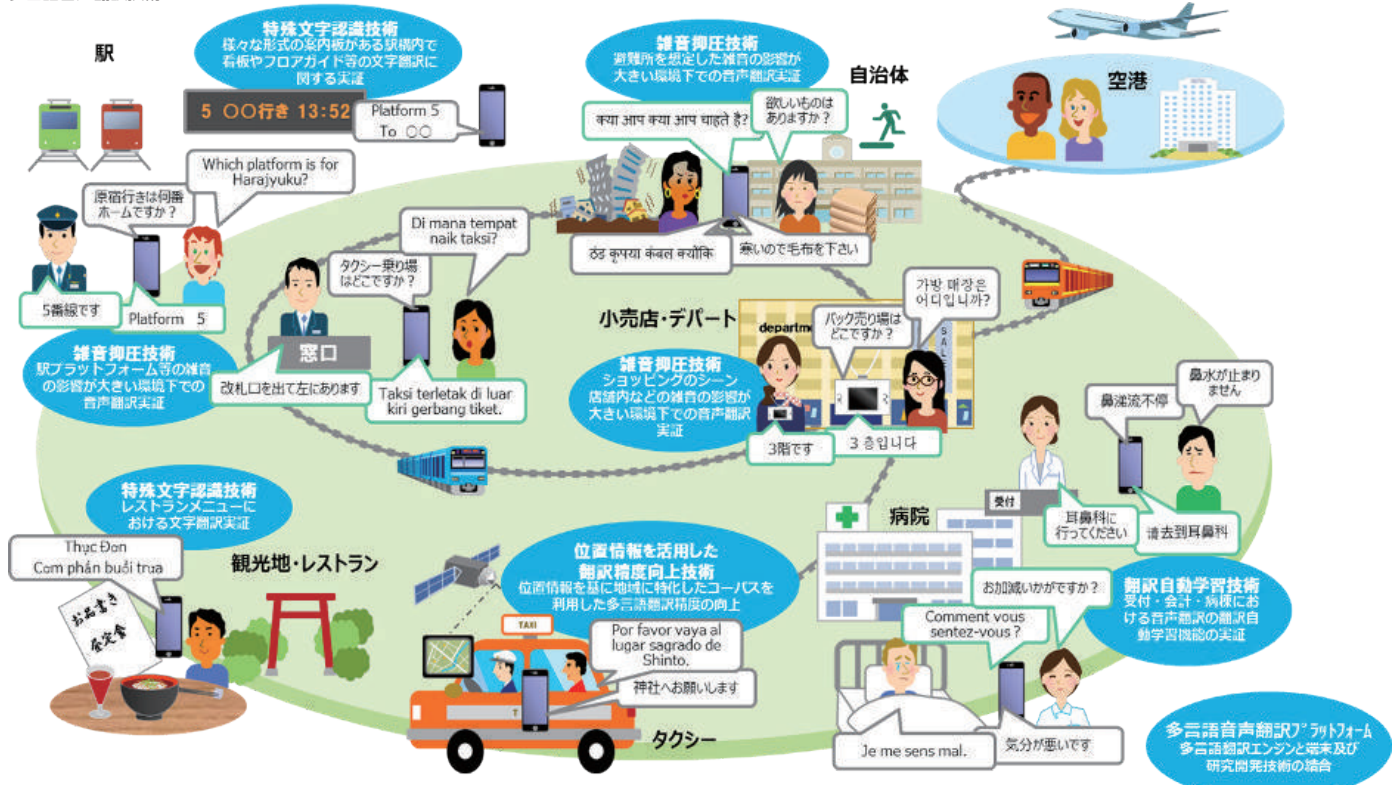 駅
特殊文字認識技術
様々な形式の案内板がある駅構内で
看板やフロアガイド等の文字翻訳に
関する実証
5 〇〇行き 13:52
Platform 5
To 〇〇
Which platform is for
Harajyuku?
原宿行きは何番
ホームですか？
5番線です
Platform 5
雑音抑圧技術
駅プラットフォーム等の雑音
の影響が大きい環境下での
音声翻訳実証
Di mana tempat
naik taksi?
タクシー乗り場
はどこですか？
窓口
改札口を出て左にあります
Taksi terletak di luar
kiri gerbang tiket.
雑音抑圧技術
避難所を想定した雑音の影響が
大きい環境下での音声翻訳実証
自治体
क्या आप क्या आप चाहते है?
欲しいものは
ありますか？
ठंड कृपया कंबल क्योंकि
寒いので毛布を下さい
空港
小売店・デパート
departm
SALE
가방 매장은
어디입니까?
バック売り場は
どこですか？
雑音抑圧技術
ショッピングのシーン
店舗内などの雑音の影響が
大きい環境下での音声翻訳
実証
3階です
3 층입니다
鼻水が止まり
ません
鼻涕流不停
受付
耳鼻科に
行ってください
请去到耳鼻科
病院
特殊文字認識技術
レストランメニューに
おける文字翻訳実証
Thực Đơn
Cơm phần buổi trưa
観光地・レストラン
お品書き
昼定食
位置情報を活用した
翻訳精度向上技術
位置情報を基に地域に特化したコーパスを
利用した多言語翻訳精度の向上
TAXI
Por favor vaya al
lugar sagrado de
Shinto.
神社へお願いします
T
タクシー
お加減いかがですか？
Comment vous
sentez-vous ?
Je me sens mal.
気分が悪いです
翻訳自動学習技術
受付・会計・病棟にお
ける音声翻訳の翻訳自
動学習機能の実証
多言語音声翻訳プラットフォーム
多言語翻訳エンジンと端末及び
研究開発技術の結合